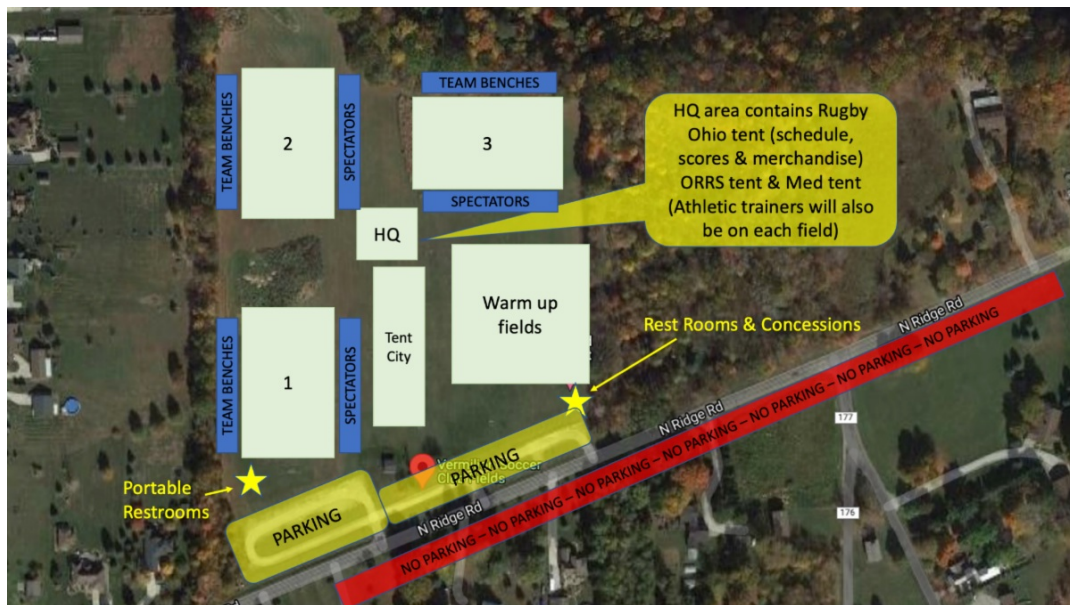 TEAM BENCHES
2
SPECTATORS
TEAM BENCHES
3
SPECTATORS
HQ area contains Rugby
Ohio tent (schedule,
scores & merchandise)
ORRS tent & Med tent
(Athletic trainers will also
be on each field)
HQ
Warm up
fields
Tent
City
TEAM BENCHES
1
SPECTATORS
Rest Rooms & Concessions
Portable
Restrooms
PARKING
PARKING
Soccer
N Ridge Rd
N Ridge Rd
N Ridge Rd
NO PARKING – NO PARKING – NO PARKING – NO PARKING – NO PARKING – NO PARKING – NO PARKING
177
176